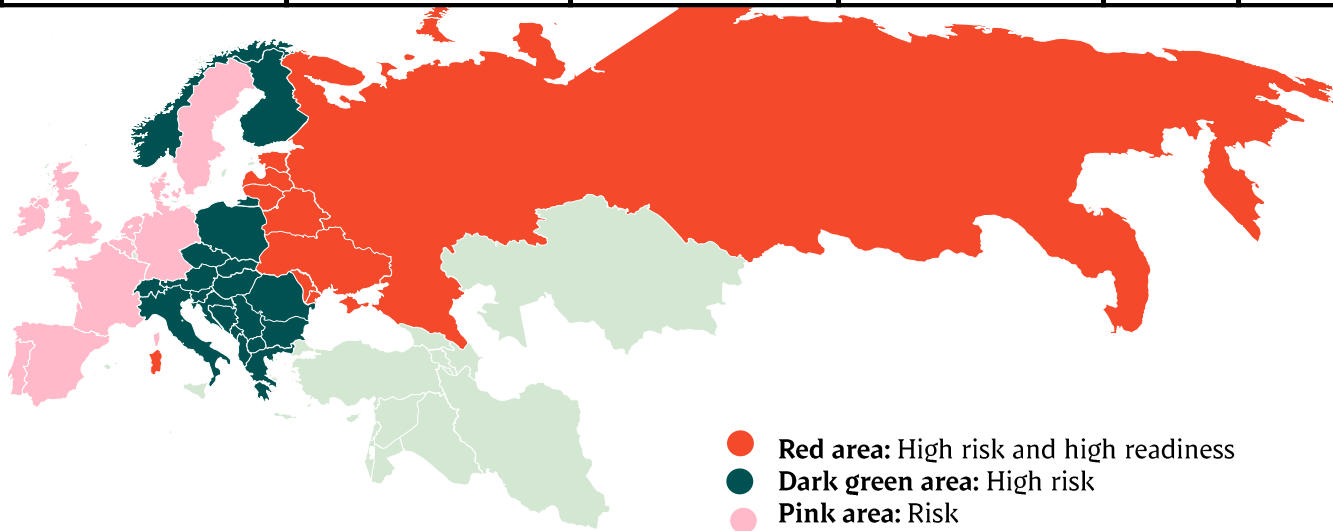 Red area: High risk and high readiness
Dark green area: High risk
Pink area: Risk